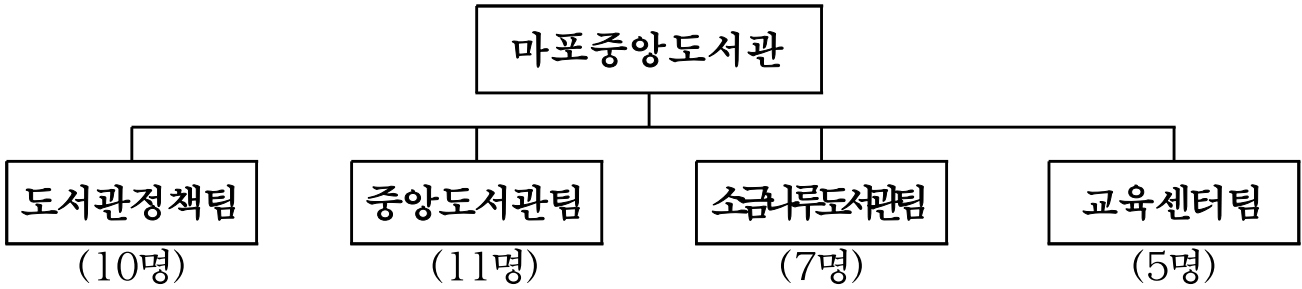 마포중앙도서관
도서관정책팀 중앙도서관팀 소금나루도서관팀 교육센터팀
(10명) (11명) (7명) (5명)